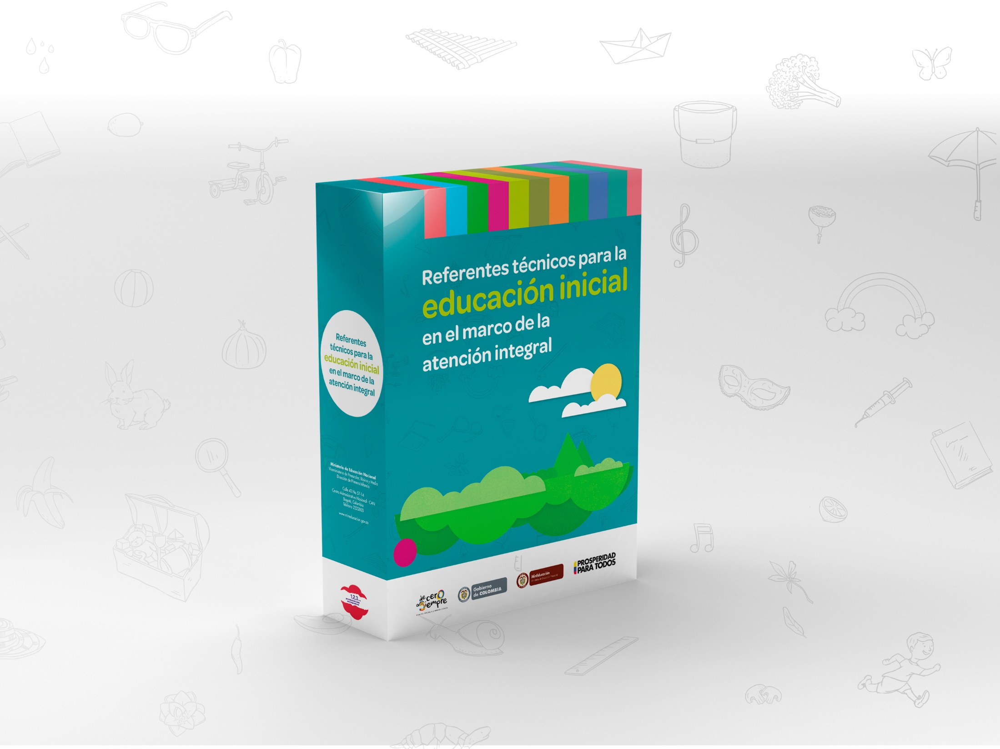 Referentes técnicos para la
educación inicial
en el marco de la
atención integral
Referentes
técnicos para la
educación inicial
en el marco de la
atención integral
Ministerio de Educación Nacional
Viceministerio de Preescolar, Básica y Media
Dirección de Primera Infancia
Calle 43 No 57-14
Centro Administrativo Nacional - CAN
Bogotá, Colombia
Teléfono 2222800
www.mineducacion.gov.co
1,2,3...
de cero
a Siempre
Gobierno
de COLOMBIA
MinEducación
Ministerio de Educación Nacional
PROSPERIDAD
PARA TODOS